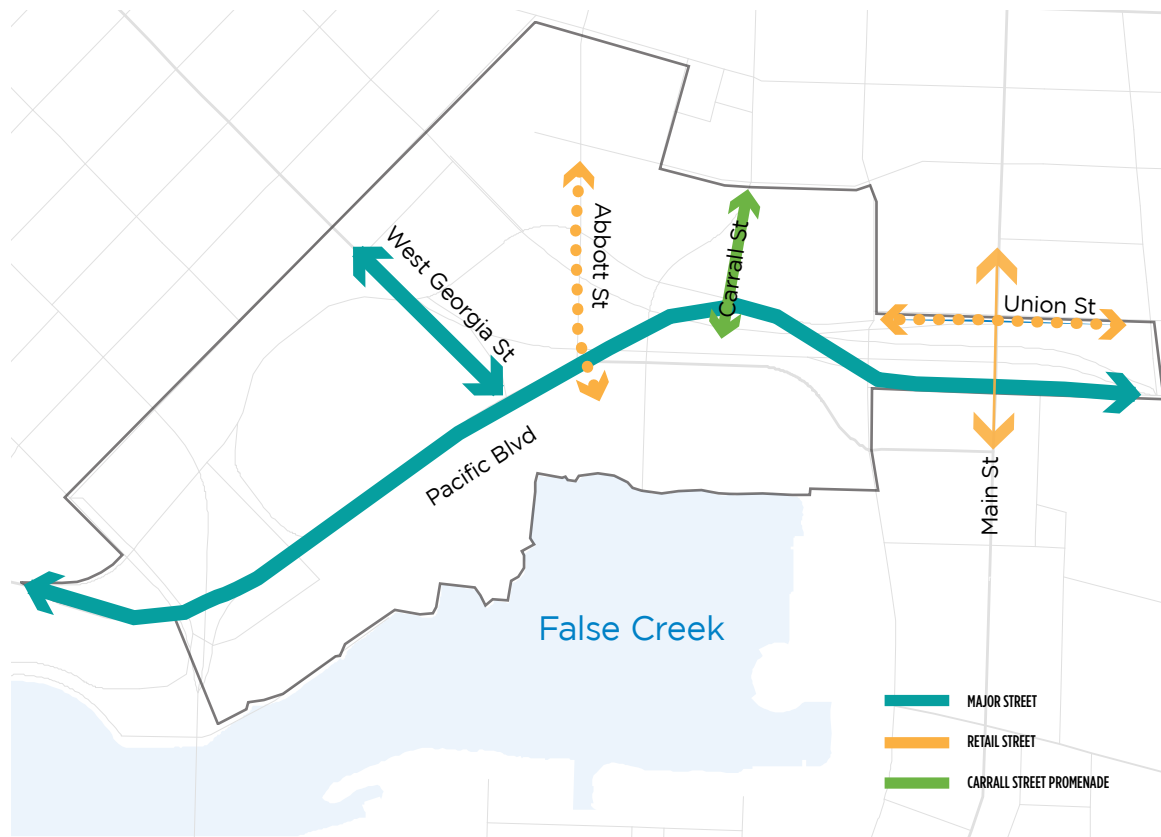 Abbott St
Carrall St
West Georgia St
Union St
Pacific Blvd
Main St
False Creek
MAJOR STREET
RETAIL STREET
CARRALL STREET PROMENADE